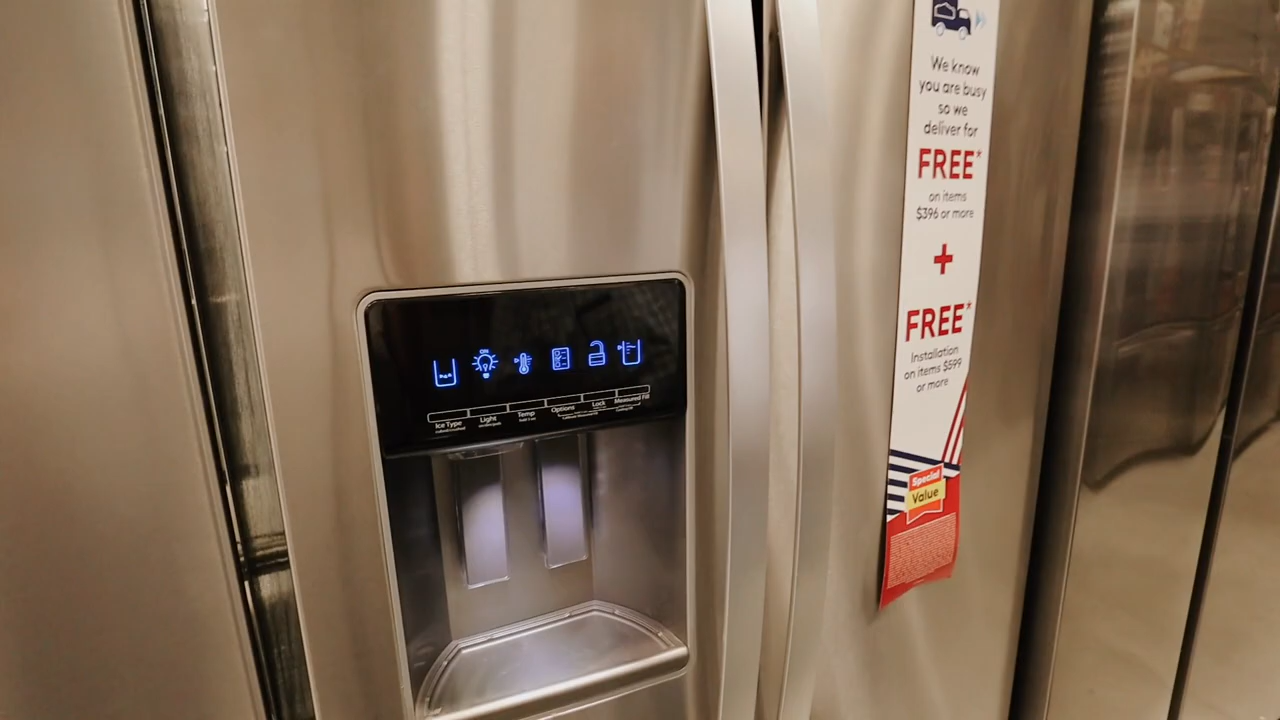 ON
Ice Type
Light
Temp
Options
Lock
Measured Fill
We know
you are busy
so we
deliver for
FREE*
on items
$396 or more
+
FREE*
Installation
on items $599
or more
Special
Value